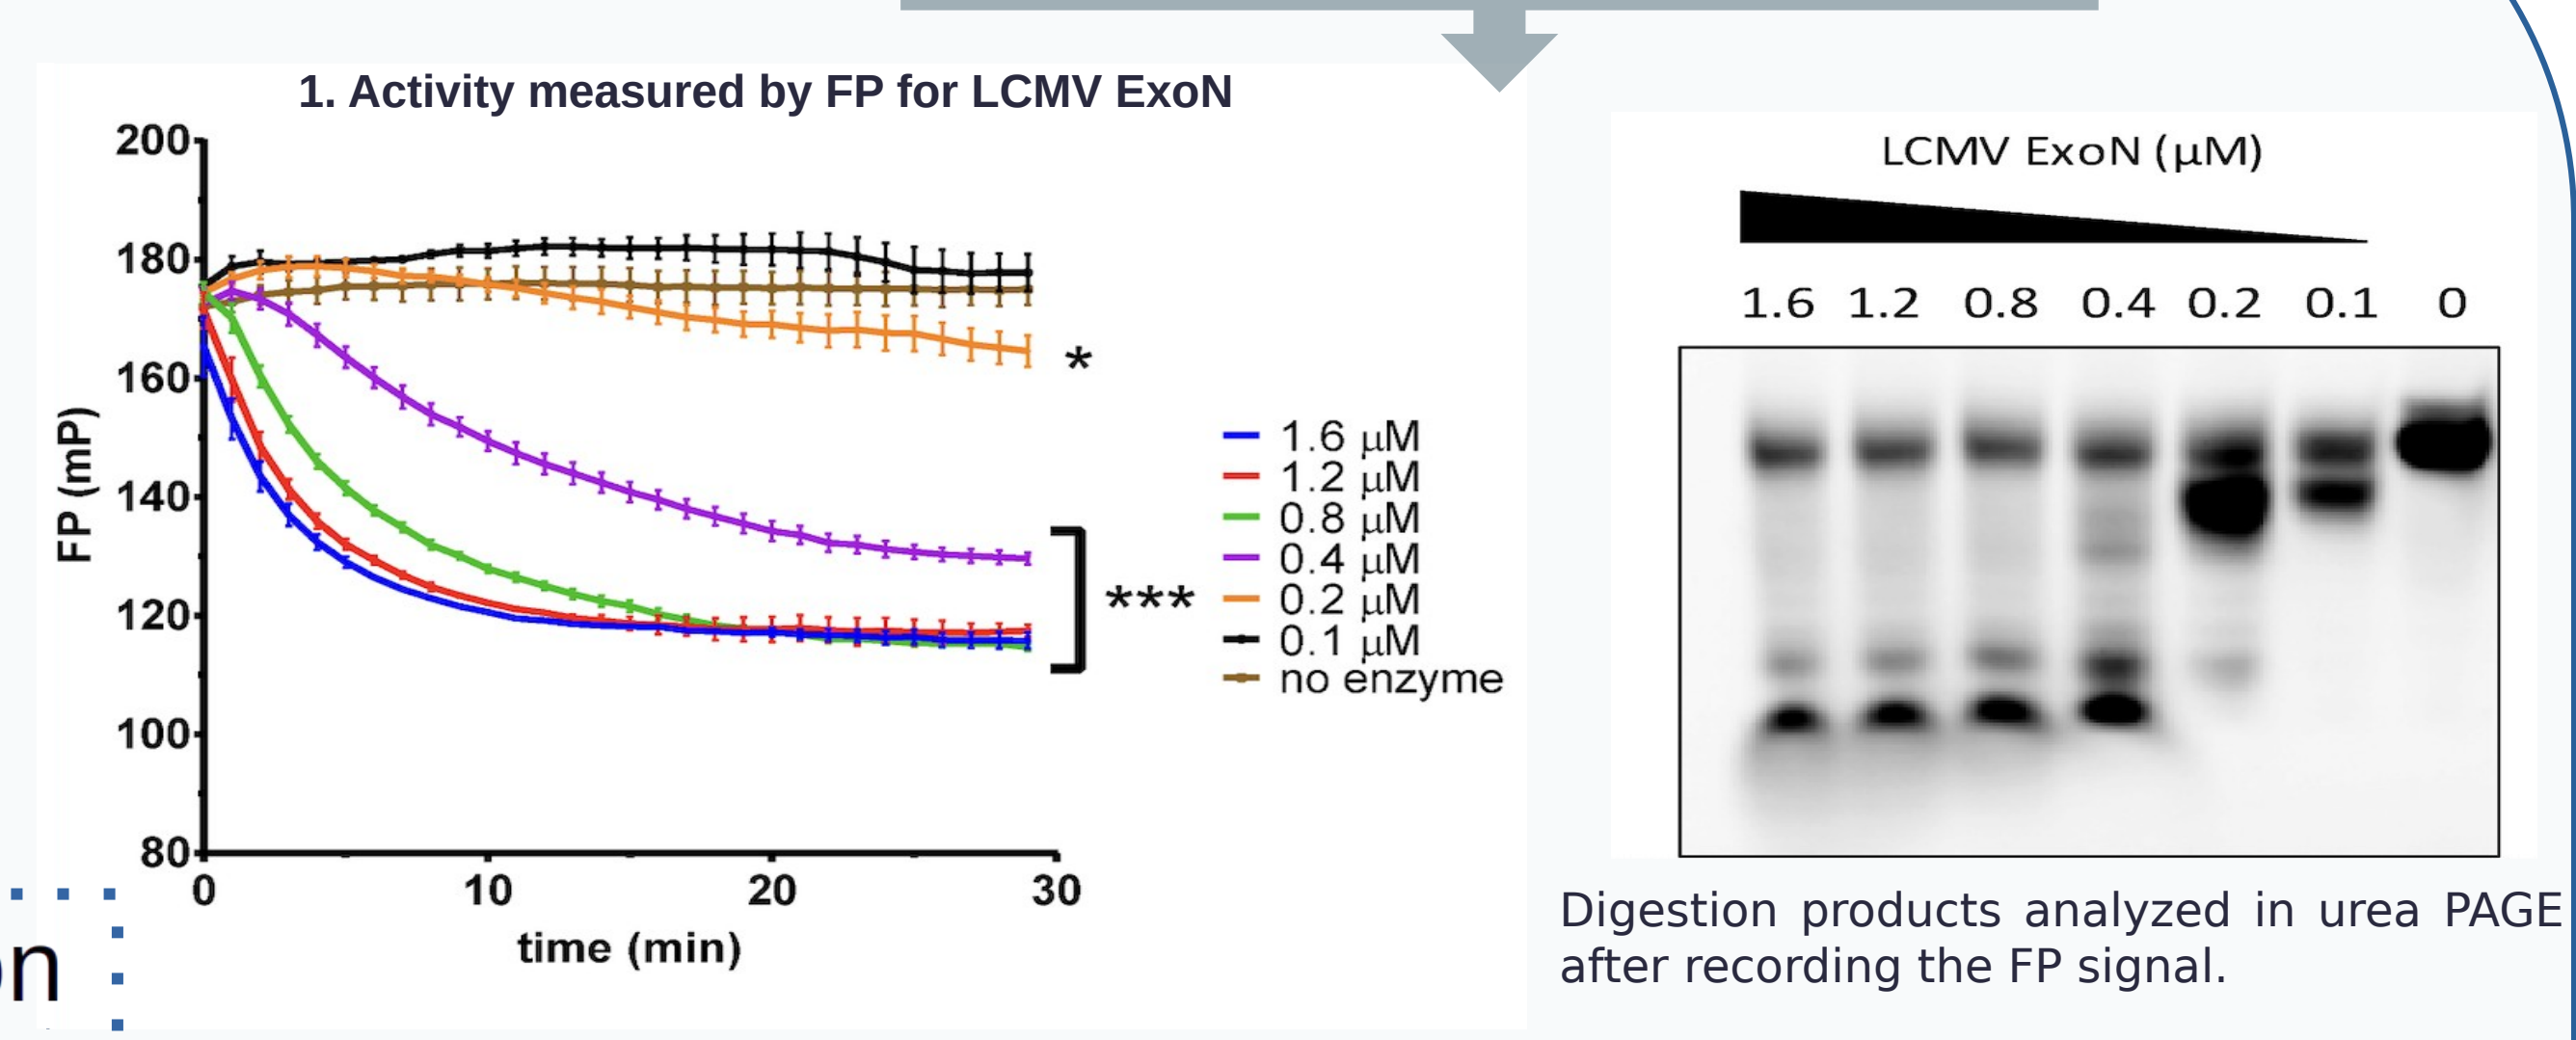 1. Activity measured by FP for LCMV ExoN
200
180
160
140
120
100
80
FP (mP)
0 10 20 30
time (min)
*
***
1.6 µM
1.2 µM
0.8 µM
0.4 µM
0.2 µM
0.1 µM
no enzyme
LCMV ExoN (µM)
1.6 1.2 0.8 0.4 0.2 0.1 0
Digestion products analyzed in urea PAGE
after recording the FP signal.